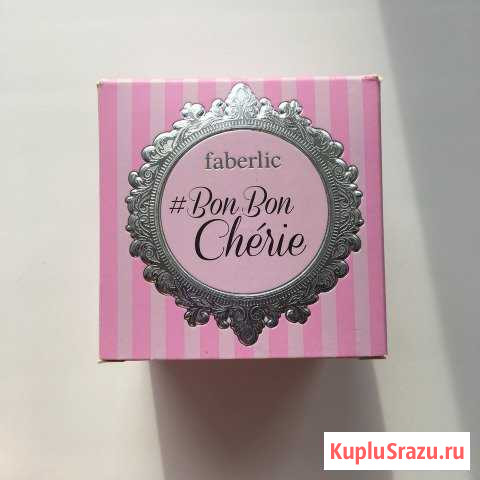 faberlic
#Bon Bon
Chérie
KupluSrazu.ru